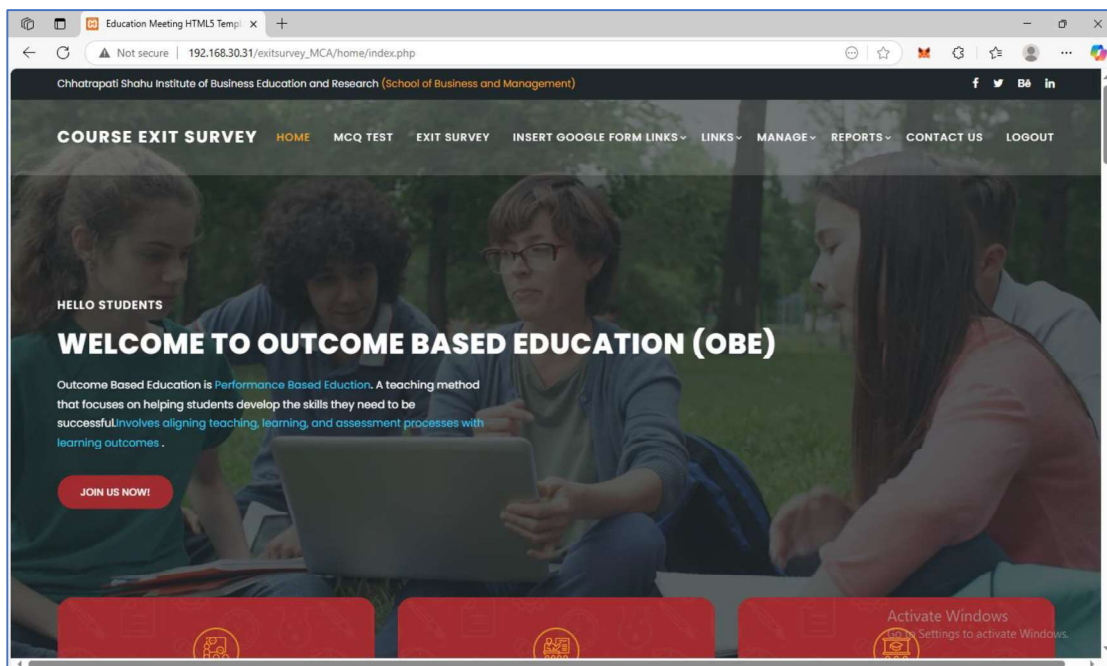 Education Meeting HTML5 Templ
Not secure | 192.168.30.31/exitsurvey_MCA/home/index.php
Chhatrapati Shahu Institute of Business Education and Research (School of Business and Management)
Bē in
COURSE EXIT SURVEY HOME MCQ TEST EXIT SURVEY INSERT GOOGLE FORM LINKS LINKS MANAGE REPORTS CONTACT US LOGOUT
HELLO STUDENTS
WELCOME TO OUTCOME BASED EDUCATION (OBE)
Outcome Based Education is Performance Based Eduction. A teaching method
that focuses on helping students develop the skills they need to be
successful.Involves aligning teaching, learning, and assessment processes with
learning outcomes .
JOIN US NOW!
Activate Windows
Go to Settings to activate Windows.